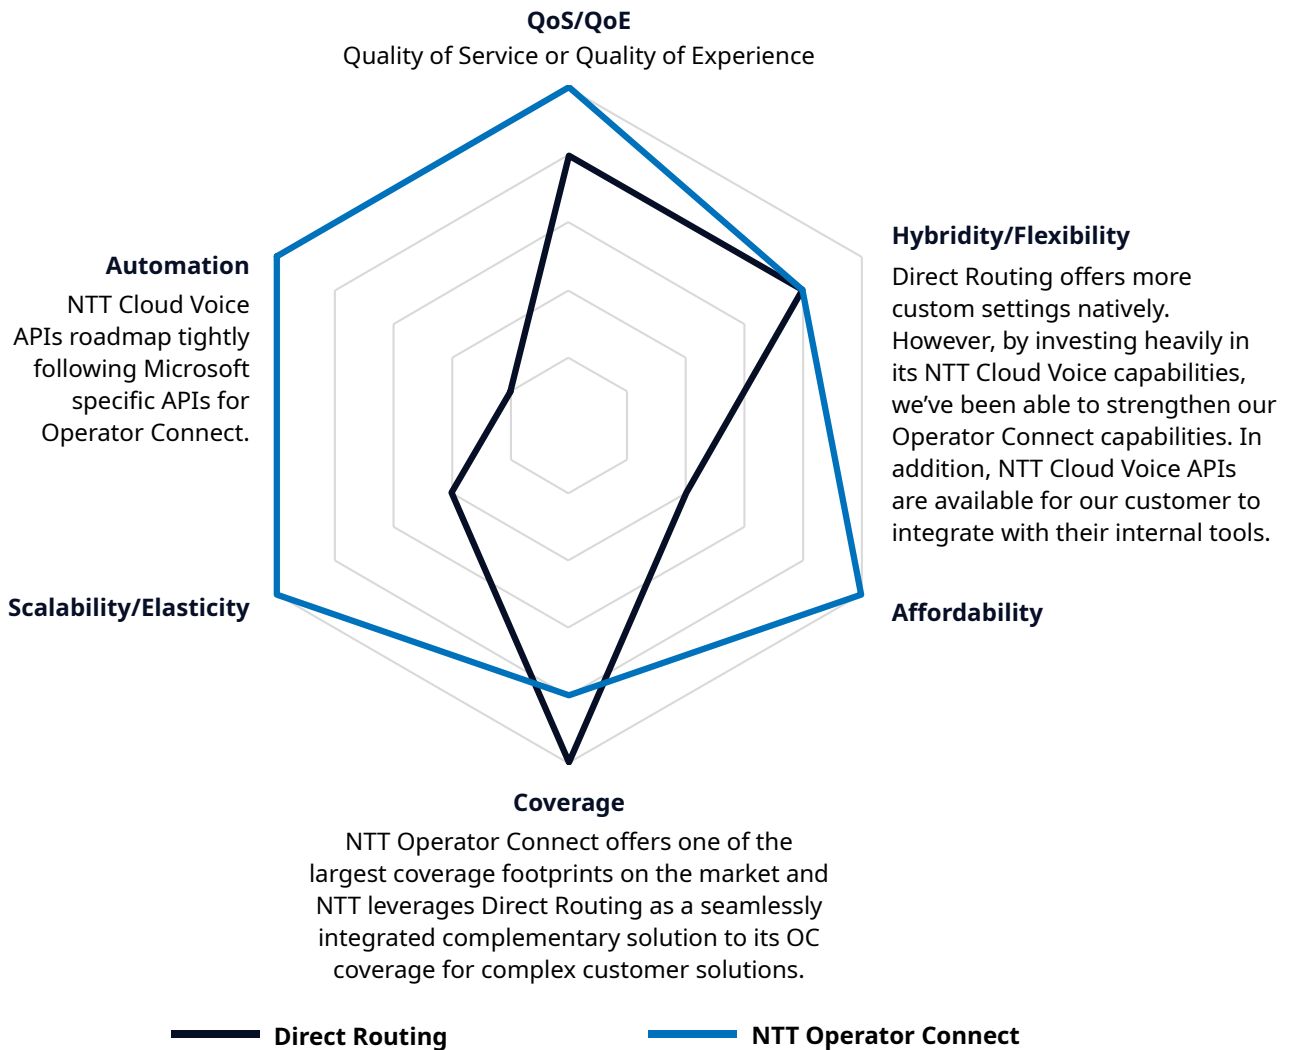 QoS/QoE
Quality of Service or Quality of Experience
Hybridity/Flexibility
Direct Routing offers more
custom settings natively.
However, by investing heavily in
its NTT Cloud Voice capabilities,
we’ve been able to strengthen our
Operator Connect capabilities. In
addition, NTT Cloud Voice APIs
are available for our customer to
integrate with their internal tools.
Automation
NTT Cloud Voice
APIs roadmap tightly
following Microsoft
specific APIs for
Operator Connect.
Scalability/Elasticity
Affordability
Coverage
NTT Operator Connect offers one of the
largest coverage footprints on the market and
NTT leverages Direct Routing as a seamlessly
integrated complementary solution to its OC
coverage for complex customer solutions.
Direct Routing
NTT Operator Connect